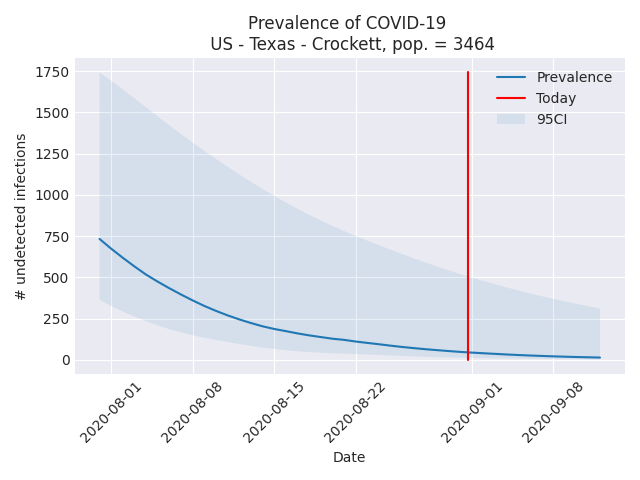 Prevalence of COVID-19
US - Texas - Crockett, pop. = 3464
Prevalence
Today
95CI
1750
1500
1250
1000
750
500
250
0
# undetected infections
2020-08-01
2020-08-08
2020-08-15
2020-08-22
2020-09-01
2020-09-08
Date